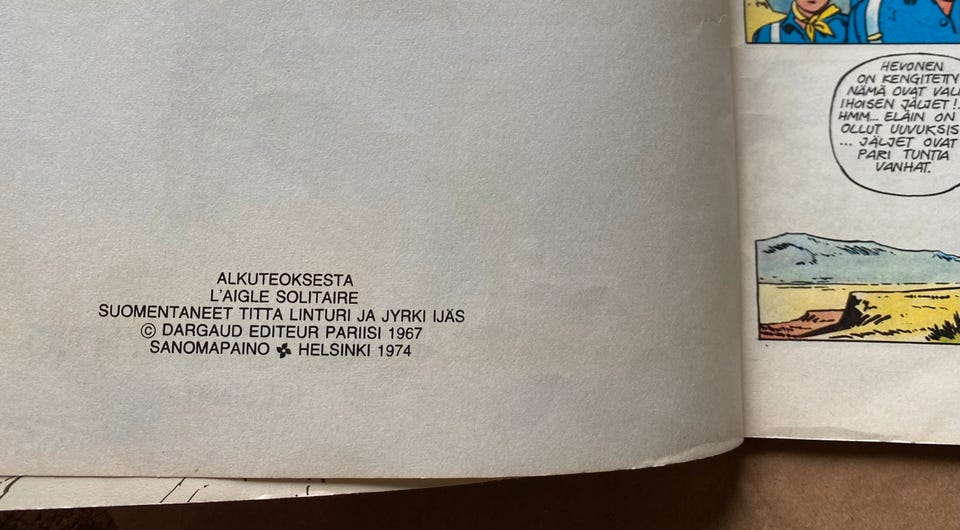 ALKUTEOKSESTA
L'AIGLE SOLITAIRE
SUOMENTANEET TITTA LINTURI JA JYRKI IJÄS
© DARGAUD EDITEUR PARIISI 1967
SANOMAPAINO HELSINKI 1974
HEVONEN
ON KENGITETTY
NÄMÄ OVAT
IHOISEN JÄLJET!
HMM... ELÄIN ON
OLLUT
... JÄLJET OVAT
PARI TUNTIA
VANHAT.